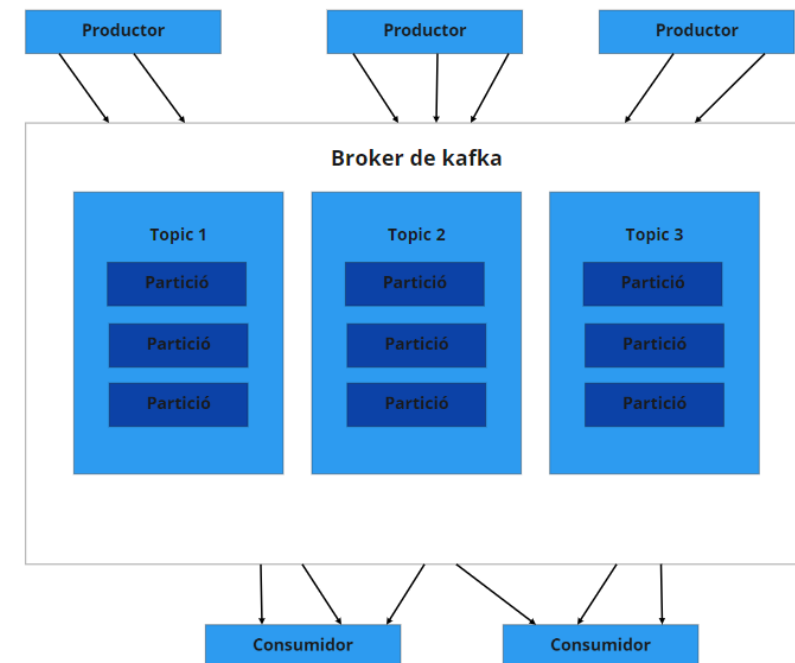 Productor
Productor
Productor
Broker de kafka
Topic 1
Partició
Partició
Partició
Topic 2
Partició
Partició
Partició
Topic 3
Partició
Partició
Partició
Consumidor
Consumidor